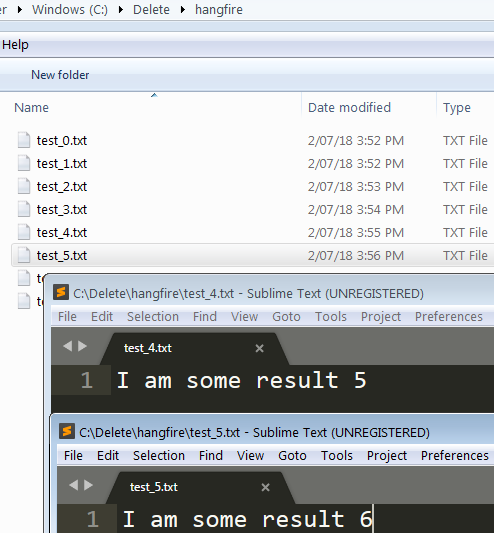 er ▸ Windows (C:) ▸ Delete ▸ hangfire
Help
New folder
Name Date modified Type
test_0.txt 2/07/18 3:52 PM TXT File
test_1.txt 2/07/18 3:52 PM TXT File
test_2.txt 2/07/18 3:53 PM TXT File
test_3.txt 2/07/18 3:54 PM TXT File
test_4.txt 2/07/18 3:55 PM TXT File
test_5.txt 2/07/18 3:56 PM TXT File
C:\Delete\hangfire\test_4.txt - Sublime Text (UNREGISTERED)
File Edit Selection Find View Goto Tools Project Preferences
test_4.txt ×
1 I am some result 5
C:\Delete\hangfire\test_5.txt - Sublime Text (UNREGISTERED)
File Edit Selection Find View Goto Tools Project Preferences
test_5.txt ×
1 I am some result 6